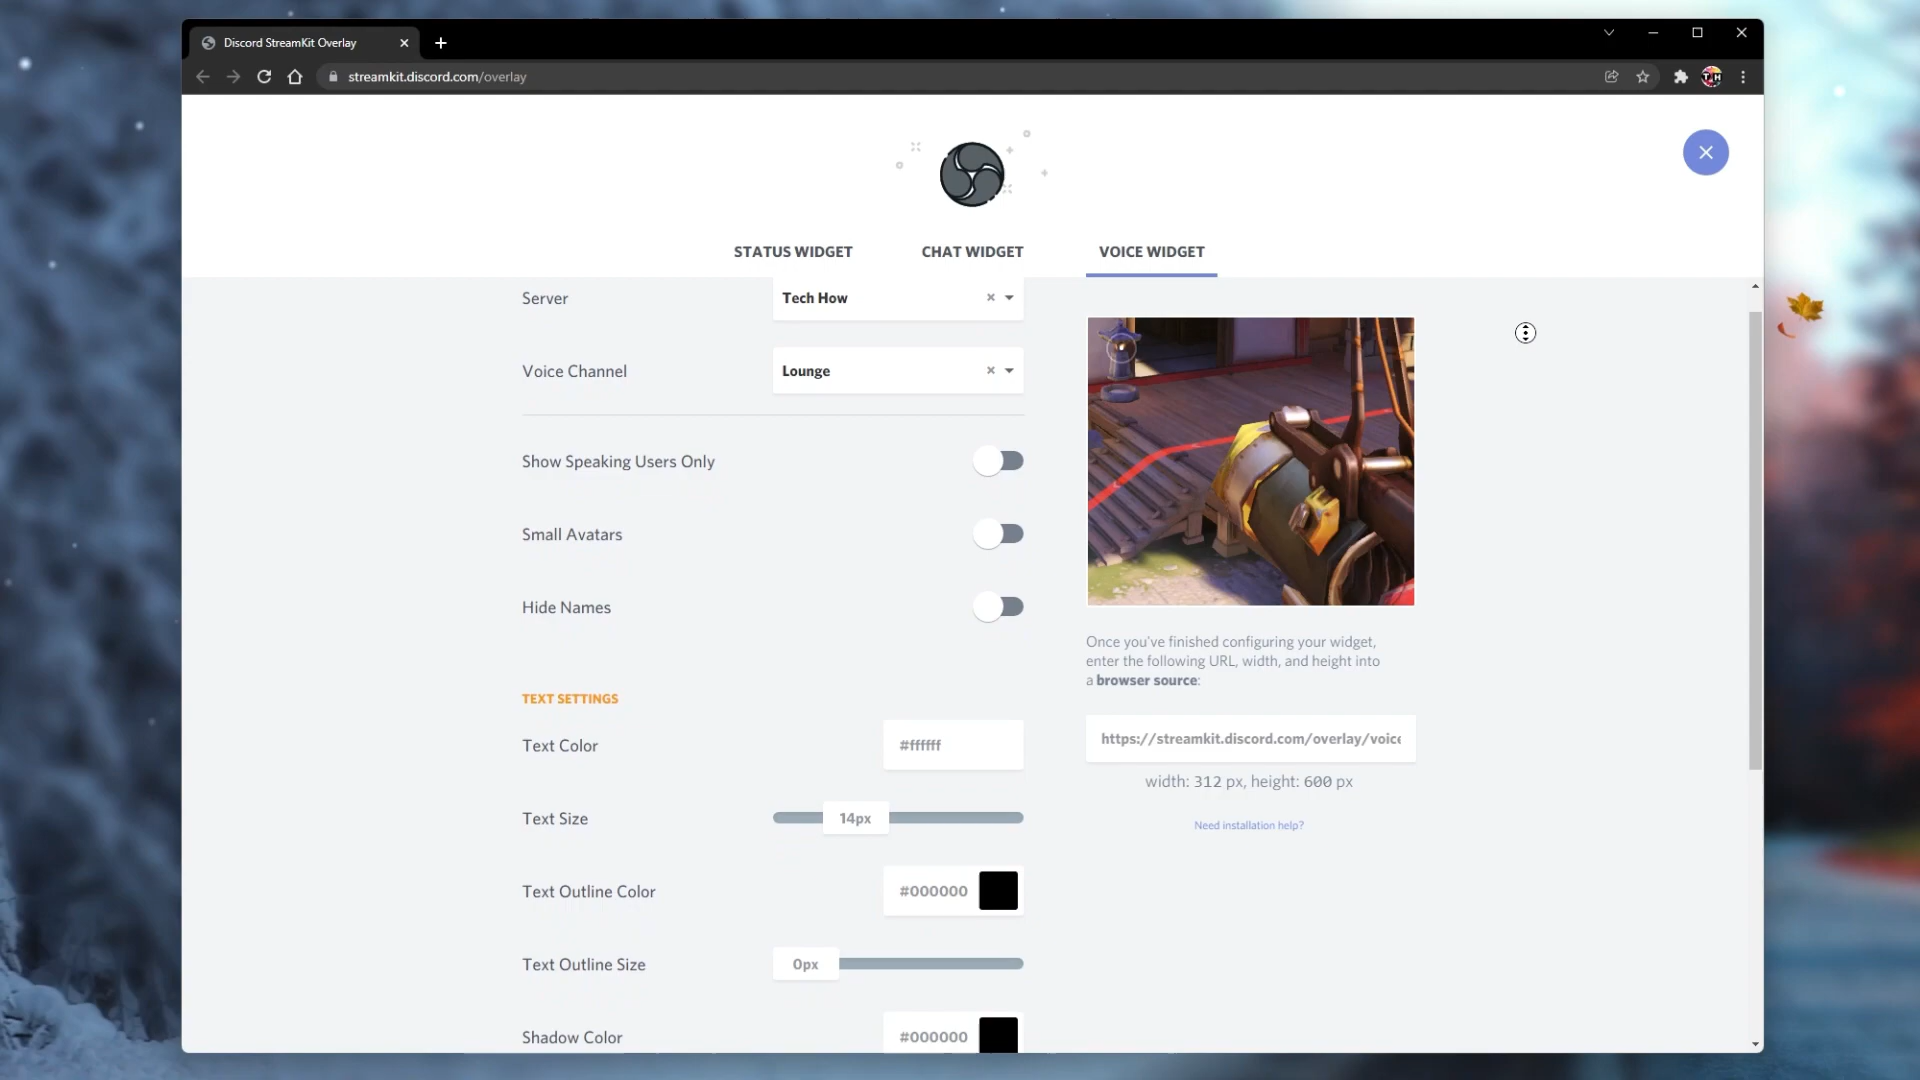 Discord StreamKit Overlay
streamkit.discord.com/overlay
TH
STATUS WIDGET
CHAT WIDGET
VOICE WIDGET
Server
Tech How
Voice Channel
Lounge
Show Speaking Users Only
Small Avatars
Hide Names
TEXT SETTINGS
Text Color
#ffffff
Text Size
14px
Text Outline Color
#000000
Text Outline Size
0px
Shadow Color
#000000
Once you've finished configuring your widget,
enter the following URL, width, and height into
a browser source:
https://streamkit.discord.com/overlay/voice
width: 312 px, height: 600 px
Need installation help?